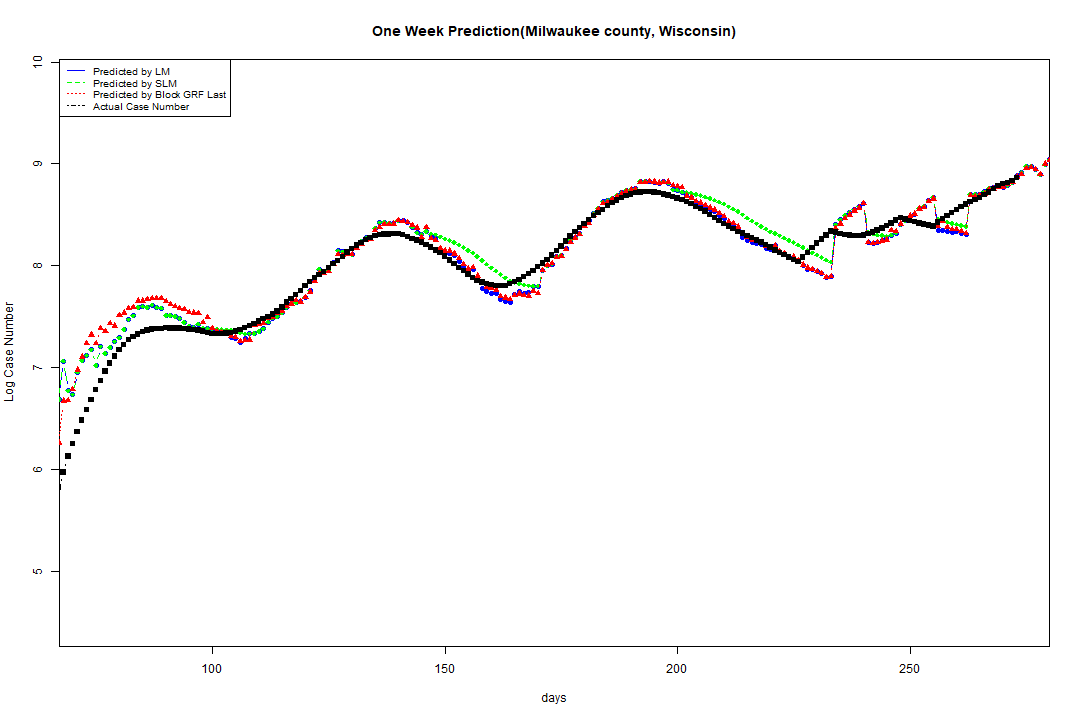 One Week Prediction(Milwaukee county, Wisconsin)
Predicted by LM
Predicted by SLM
Predicted by Block GRF Last
Actual Case Number
10
9
8
7
6
5
Log Case Number
100 150 200 250
days